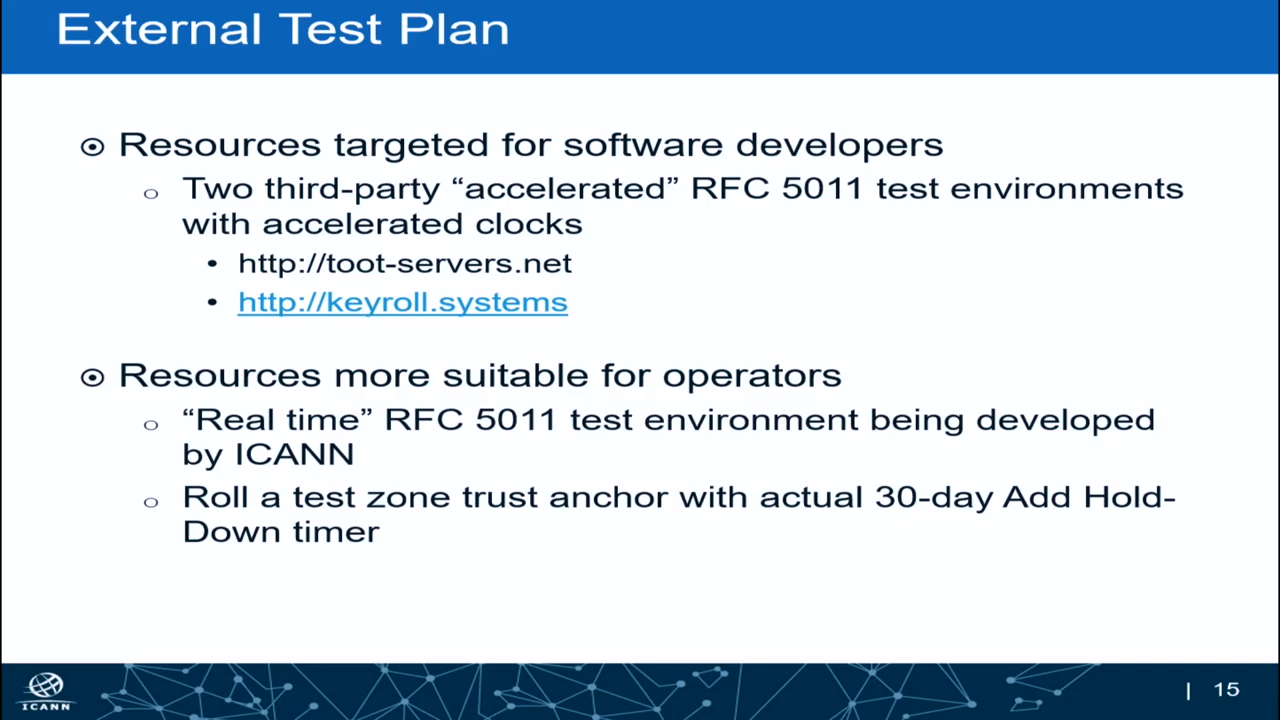 External Test Plan
Resources targeted for software developers
Two third-party “accelerated” RFC 5011 test environments
with accelerated clocks
http://toot-servers.net
http://keyroll.systems
Resources more suitable for operators
“Real time” RFC 5011 test environment being developed
by ICANN
Roll a test zone trust anchor with actual 30-day Add Hold-
Down timer
ICANN
| 15